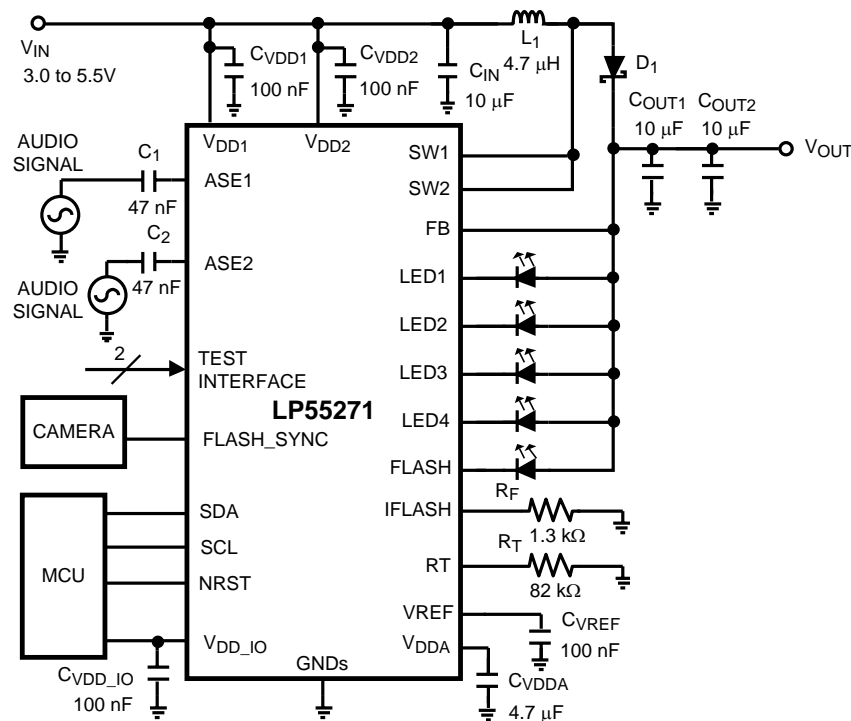 V_IN
3.0 to 5.5V
C_VDD1
100 nF
C_VDD2
100 nF
C_IN
10 μF
L_1
4.7 μH
D_1
C_OUT1
10 μF
C_OUT2
10 μF
V_OUT
AUDIO
SIGNAL
C_1
47 nF
C_2
47 nF
AUDIO
SIGNAL
V_DD1
V_DD2
ASE1
ASE2
SW1
SW2
FB
LED1
LED2
LED3
LED4
FLASH
2
TEST
INTERFACE
LP55271
CAMERA
FLASH_SYNC
IFLASH
R_F
1.3 kΩ
MCU
SDA
SCL
NRST
RT
R_T
82 kΩ
VREF
C_VREF
100 nF
V_DD_IO
V_DDA
C_VDD_IO
100 nF
GNDs
C_VDDA
4.7 μF